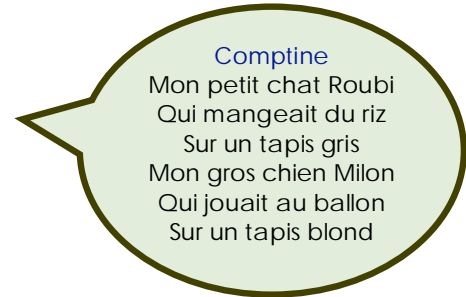 Comptine
Mon petit chat Roubi
Qui mangeait du riz
Sur un tapis gris
Mon gros chien Milon
Qui jouait au ballon
Sur un tapis blond